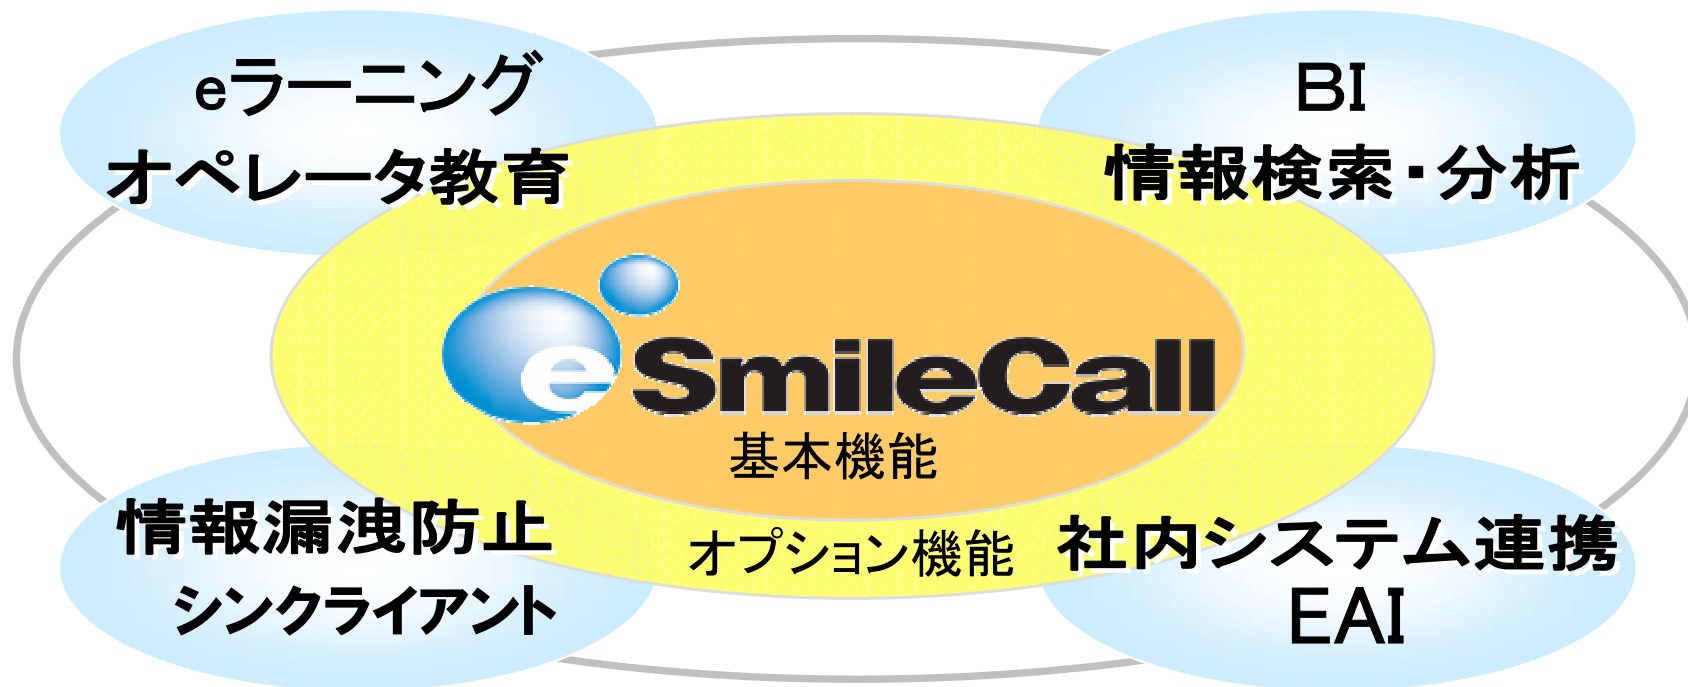 eラーニング
オペレータ教育
BI
情報検索・分析
eSmileCall
基本機能
オプション機能
情報漏洩防止
シンクライアント
社内システム連携
EAI